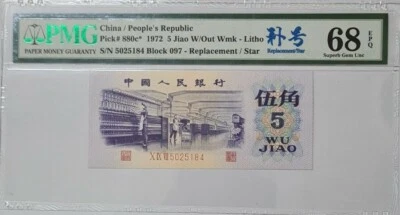 PMG
PAPER MONEY GUARANTY
China / People's Republic
Pick# 880c* 1972 5 Jiao W/Out Wmk - Litho
S/N 5025184 Block 097 - Replacement / Star
补号
Replacement/Star
68
EPQ
Superb Gem Unc
中国人民银行
伍角
5
WU
JIAO
5025184